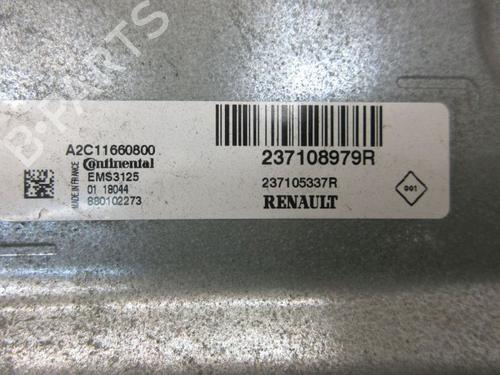 B-PARTS
A2C11660800
Continental
EMS3125
01 18044
880102273
MADE IN FRANCE
237108979R
237105337R
RENAULT
001